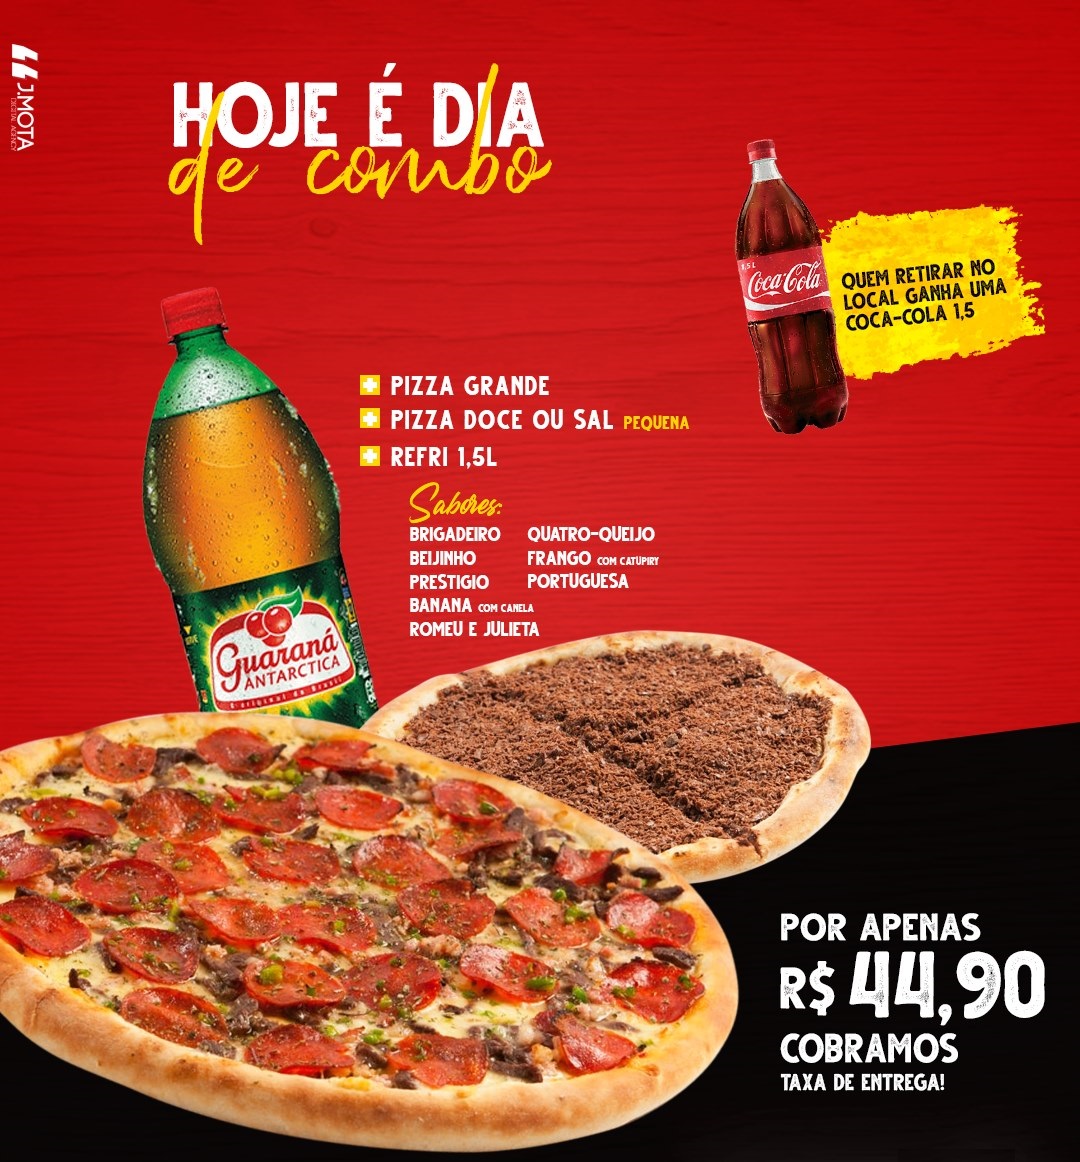 J.MOTA
HOJE É DIA
de combo
Coca-Cola
QUEM RETIRAR NO
LOCAL GANHA UMA
COCA-COLA 1,5
PIZZA GRANDE
PIZZA DOCE OU SAL PEQUENA
REFRI 1,5L
Sabores:
BRIGADEIRO
BEIJINHO
PRESTIGIO
BANANA COM CANELA
ROMEU E JULIETA
QUATRO-QUEIJO
FRANGO COM CATUPIRY
PORTUGUESA
Guaraná
ANTARCTICA
POR APENAS
R$ 44,90
COBRAMOS
TAXA DE ENTREGA!